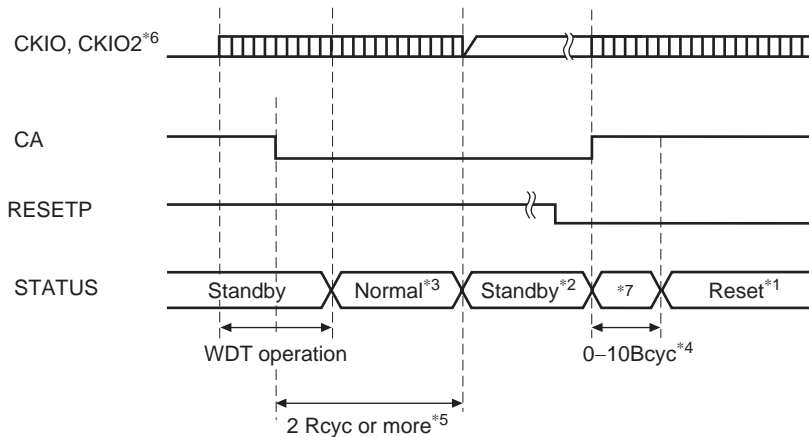 CKIO, CKIO2*6
CA
RESETP
STATUS
Standby Normal*3 Standby*2 *7 Reset*1
WDT operation 0–10Bcyc*4
2 Rcyc or more*5